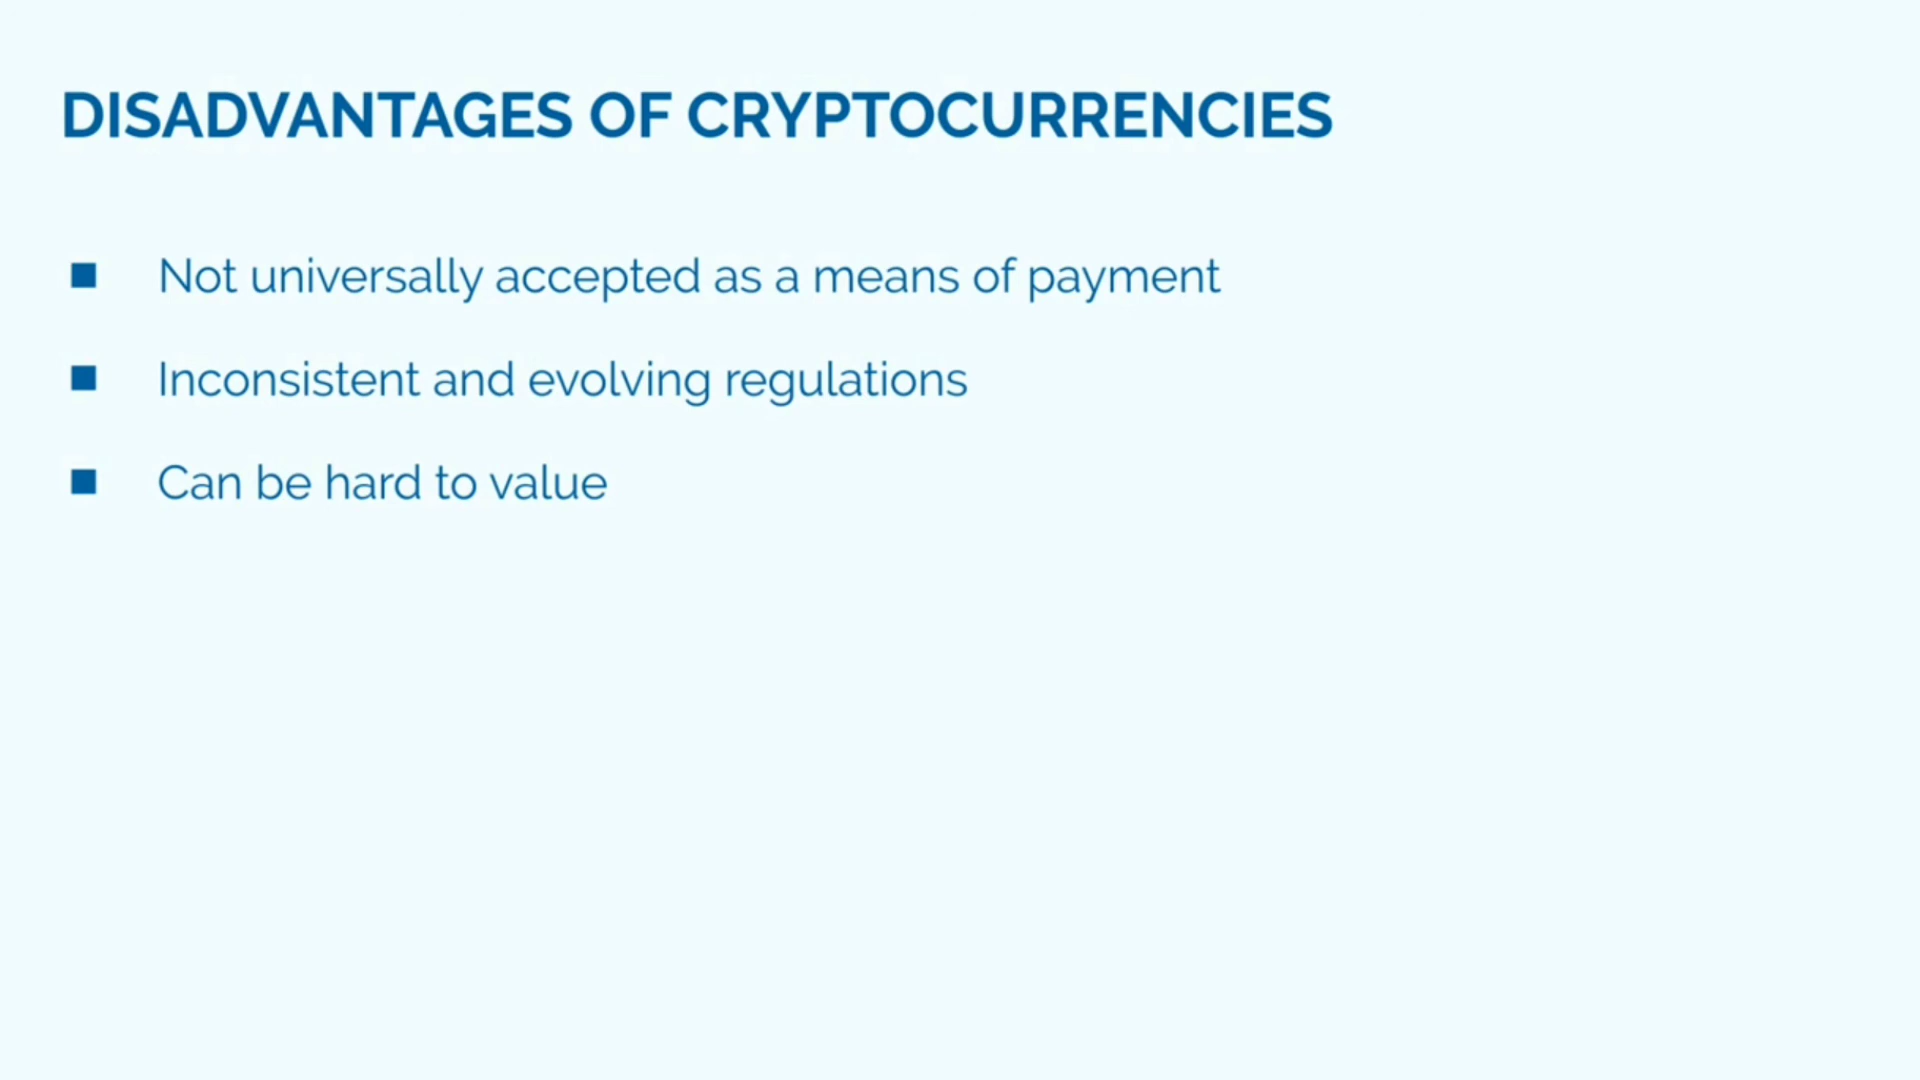 DISADVANTAGES OF CRYPTOCURRENCIES
Not universally accepted as a means of payment
Inconsistent and evolving regulations
Can be hard to value